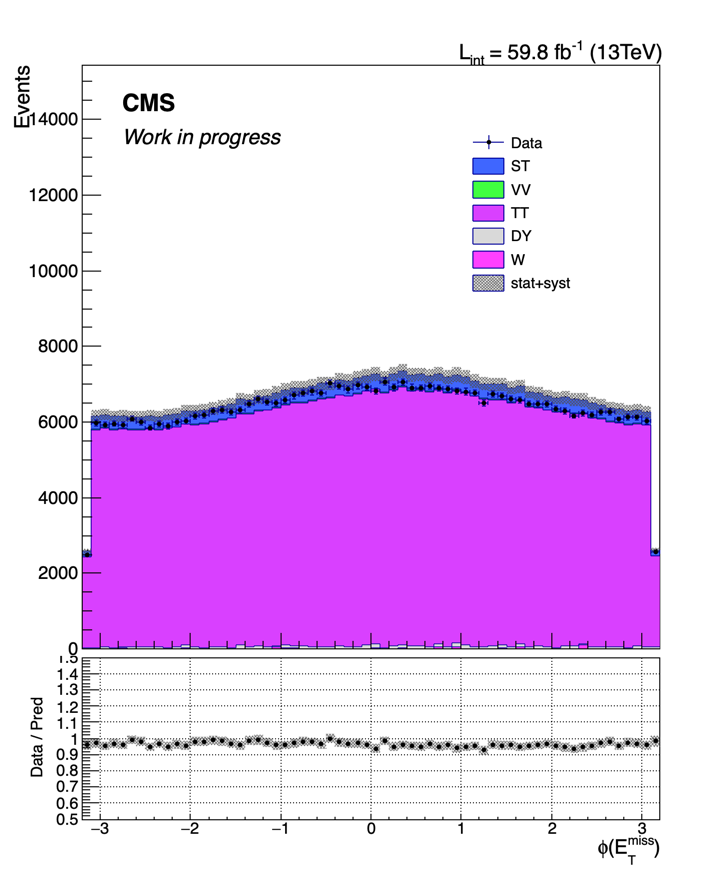 L_int = 59.8 fb⁻¹ (13TeV)
Events
CMS
Work in progress
Data
ST
VV
TT
DY
W
stat+syst
14000
12000
10000
8000
6000
4000
2000
0
Data / Pred
1.5
1.4
1.3
1.2
1.1
1
0.9
0.8
0.7
0.6
0.5
−3 −2 −1 0 1 2 3
ϕ(E_T^miss)